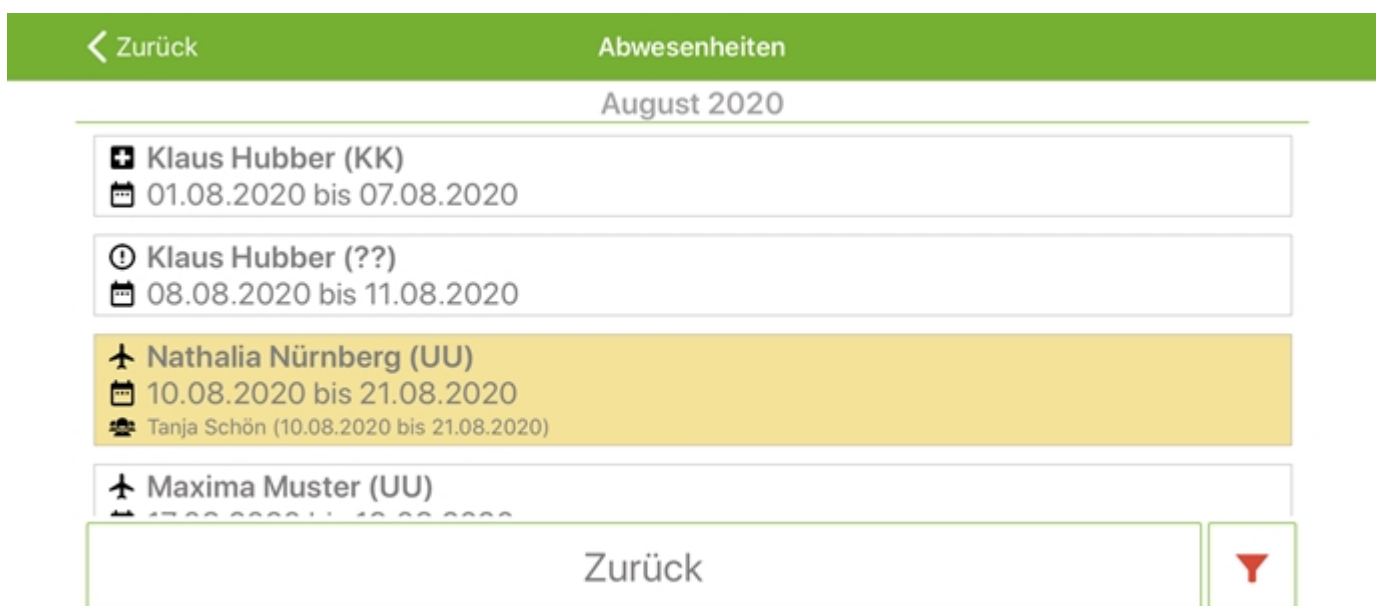 Zurück
Abwesenheiten
August 2020
Klaus Hubber (KK)
01.08.2020 bis 07.08.2020
Klaus Hubber (??)
08.08.2020 bis 11.08.2020
Nathalia Nürnberg (UU)
10.08.2020 bis 21.08.2020
Tanja Schön (10.08.2020 bis 21.08.2020)
Maxima Muster (UU)
Zurück